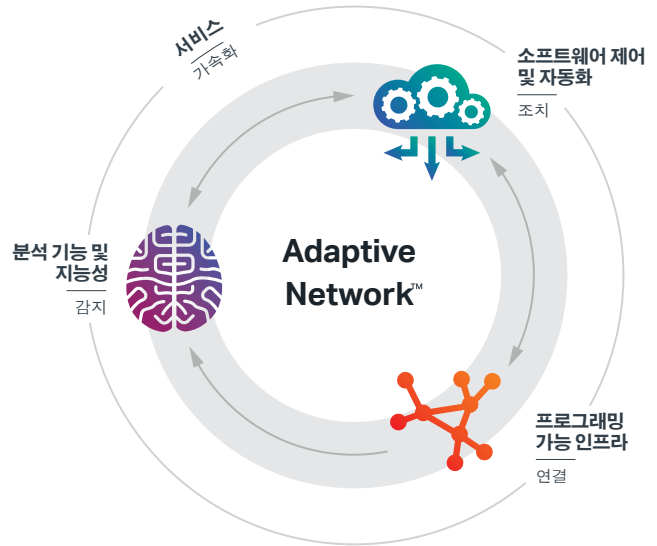 서비스
가속화
소프트웨어 제어
및 자동화
조치
분석 기능 및
지능성
감지
Adaptive
Network™
프로그래밍
가능 인프라
연결